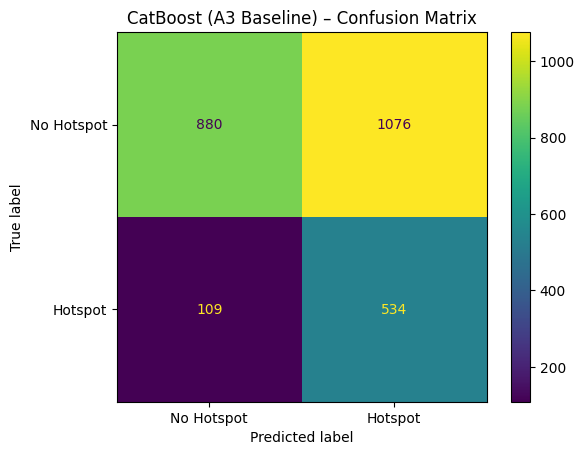 CatBoost (A3 Baseline) – Confusion Matrix
True label
No Hotspot
880
1076
Hotspot
109
534
No Hotspot
Hotspot
Predicted label
1000
800
600
400
200